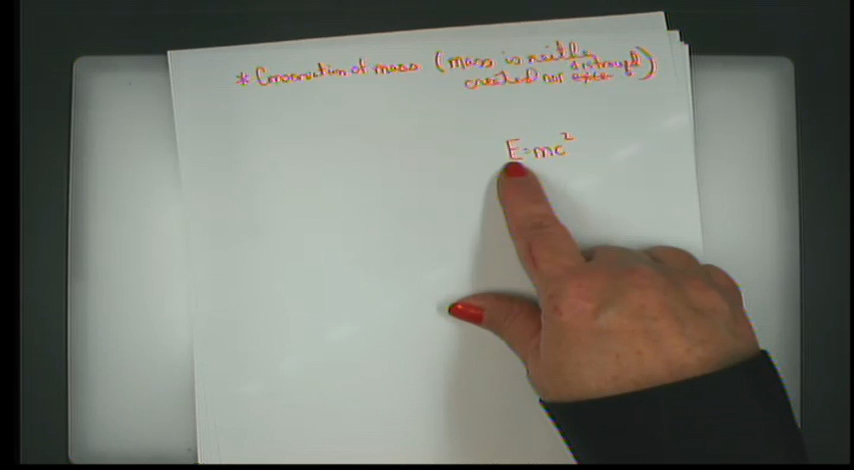 * Conservation of mass (mass is neither destroyed)
created nor
E=mc²